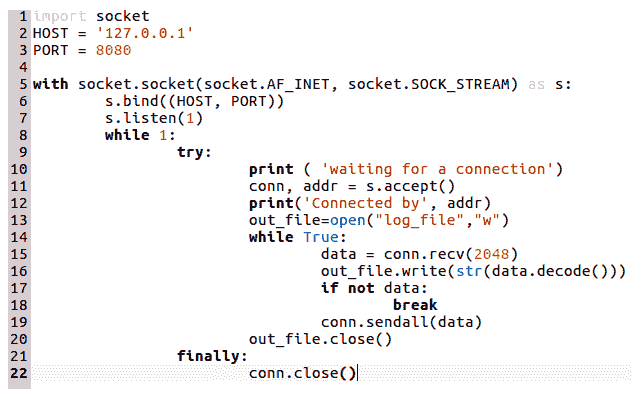 1 import socket
2 HOST = '127.0.0.1'
3 PORT = 8080
4
5 with socket.socket(socket.AF_INET, socket.SOCK_STREAM) as s:
6         s.bind((HOST, PORT))
7         s.listen(1)
8         while 1:
9                 try:
10                         print ( 'waiting for a connection')
11                         conn, addr = s.accept()
12                         print('Connected by', addr)
13                         out_file=open("log_file","w")
14                         while True:
15                                 data = conn.recv(2048)
16                                 out_file.write(str(data.decode()))
17                                 if not data:
18                                         break
19                                 conn.sendall(data)
20                         out_file.close()
21                 finally:
22                         conn.close()